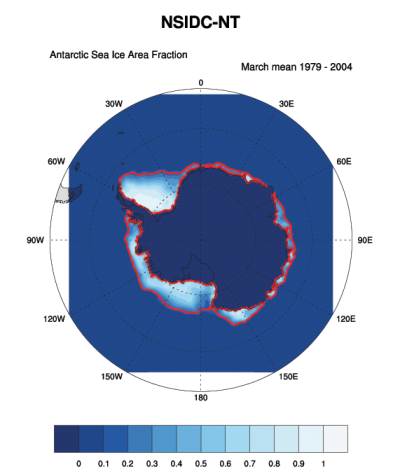 NSIDC-NT
Antarctic Sea Ice Area Fraction
March mean 1979 - 2004
0
30W 30E
60W 60E
90W 90E
120W 120E
150W 150E
180
0 0.1 0.2 0.3 0.4 0.5 0.6 0.7 0.8 0.9 1